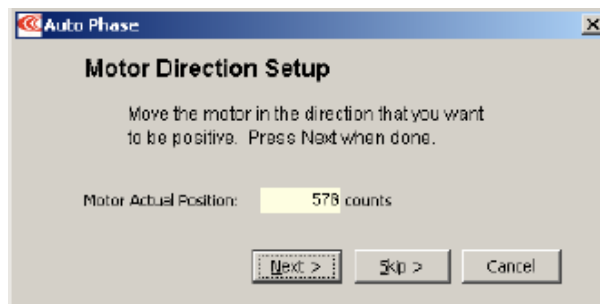 Auto Phase
Motor Direction Setup
Move the motor in the direction that you want
to be positive. Press Next when done.
Motor Actual Position: 578 counts
Next > Skip > Cancel